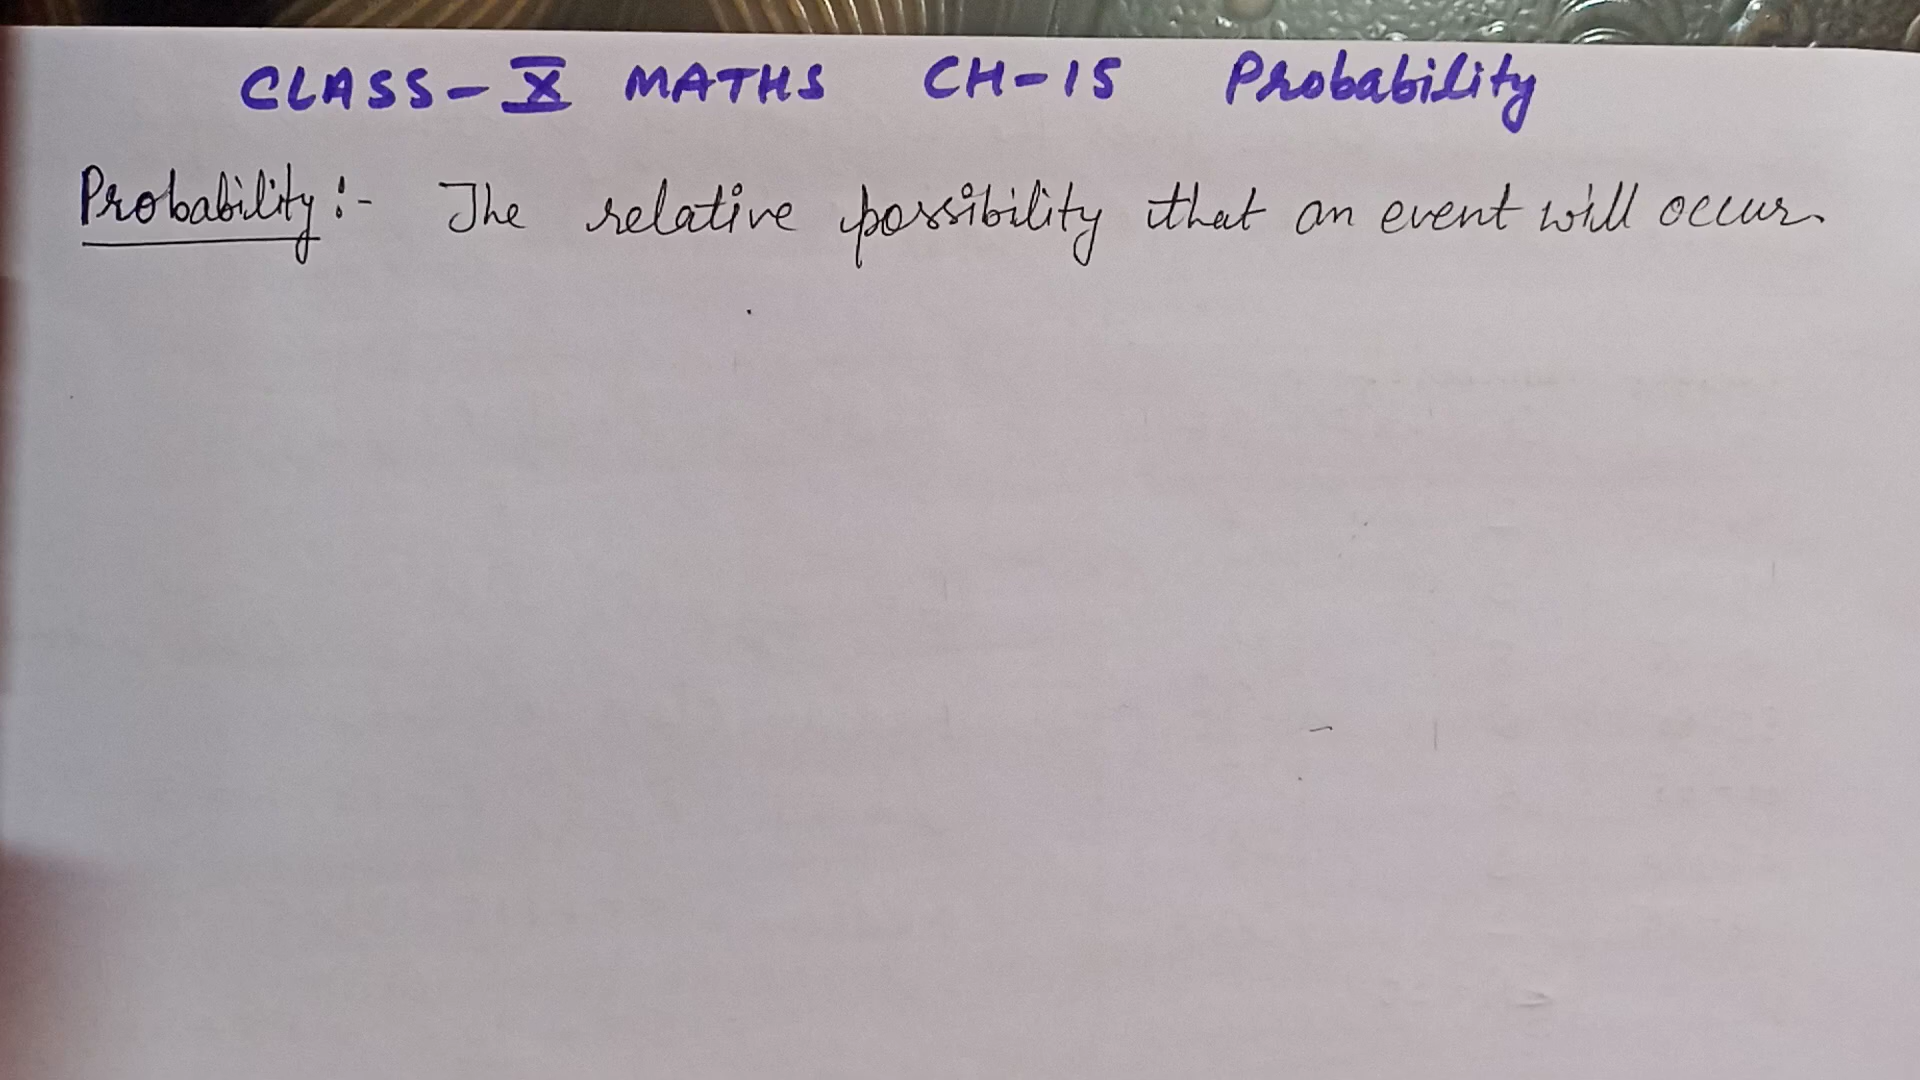 CLASS-X MATHS CH-15 Probability
Probability:- The relative possibility that an event will occur.